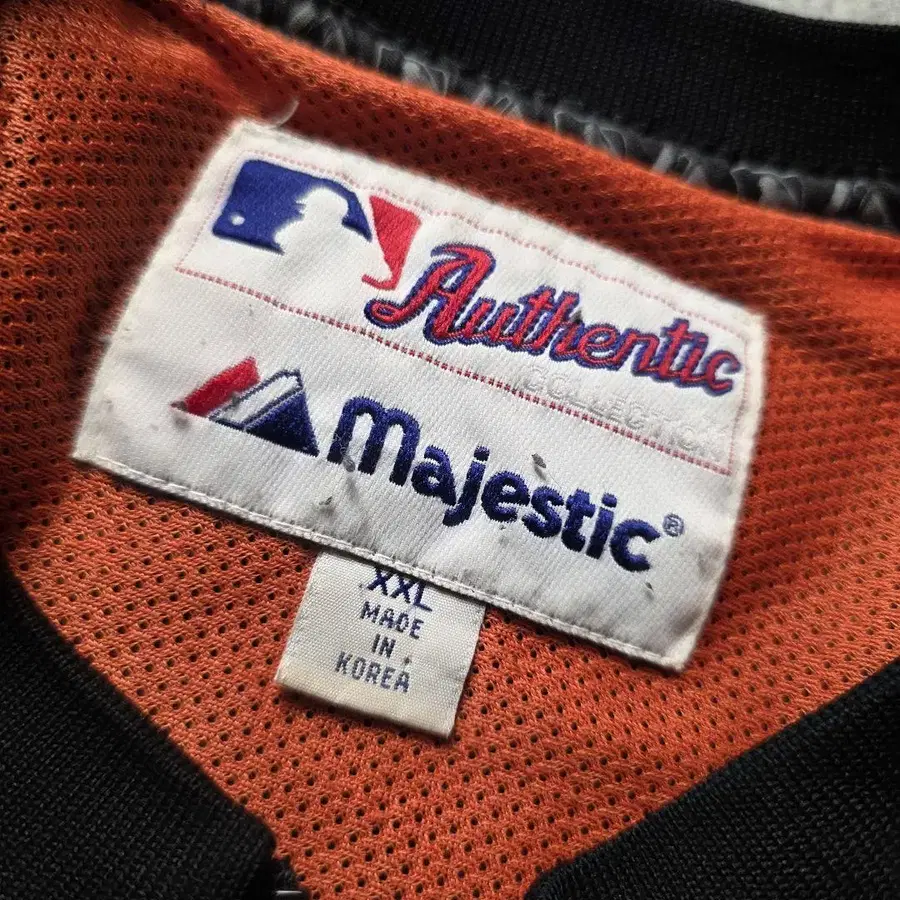 Authentic
COLLECTION
Majestic®
XXL
MADE
IN
KOREA